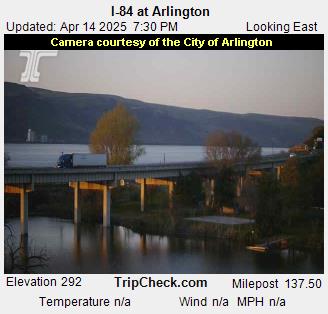 I-84 at Arlington
Updated: Apr 14 2025 7:30 PM Looking East
Camera courtesy of the City of Arlington
Elevation 292 TripCheck.com Milepost 137.50
Temperature n/a Wind n/a MPH n/a